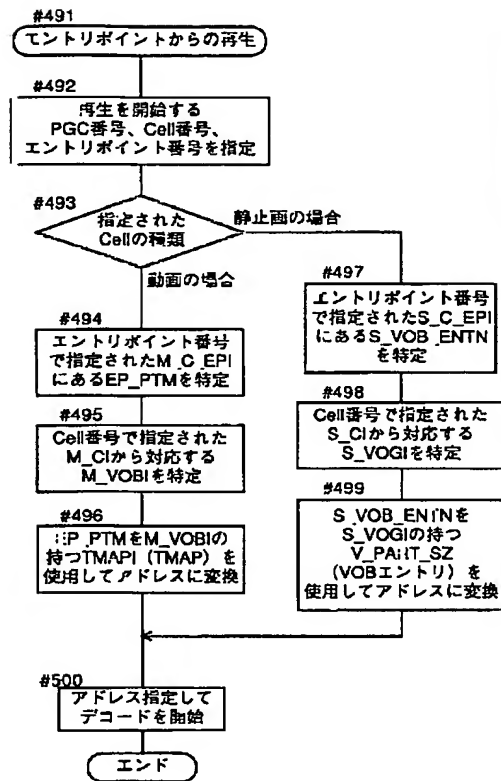 #491
エントリポイントからの再生
#492
再生を開始する
PGC番号、Cell番号、
エントリポイント番号を指定
#493
指定された
Cellの種類
静止画の場合
動画の場合
#494
エントリポイント番号
で指定されたM_C_EPI
にあるEP_PTMを特定
#495
Cell番号で指定された
M_CIから対応する
M_VOBIを特定
#496
EP_PTMをM_VOBIの
持つTMAPI（TMAP）を
使用してアドレスに変換
#497
エントリポイント番号
で指定されたS_C_EPI
にあるS_VOB_ENTN
を特定
#498
Cell番号で指定された
S_CIから対応する
S_VOGIを特定
#499
S_VOB_ENTNを
S_VOGIの持つ
V_PART_SZ
（VOBエントリ）を
使用してアドレスに変換
#500
アドレス指定して
デコードを開始
エンド